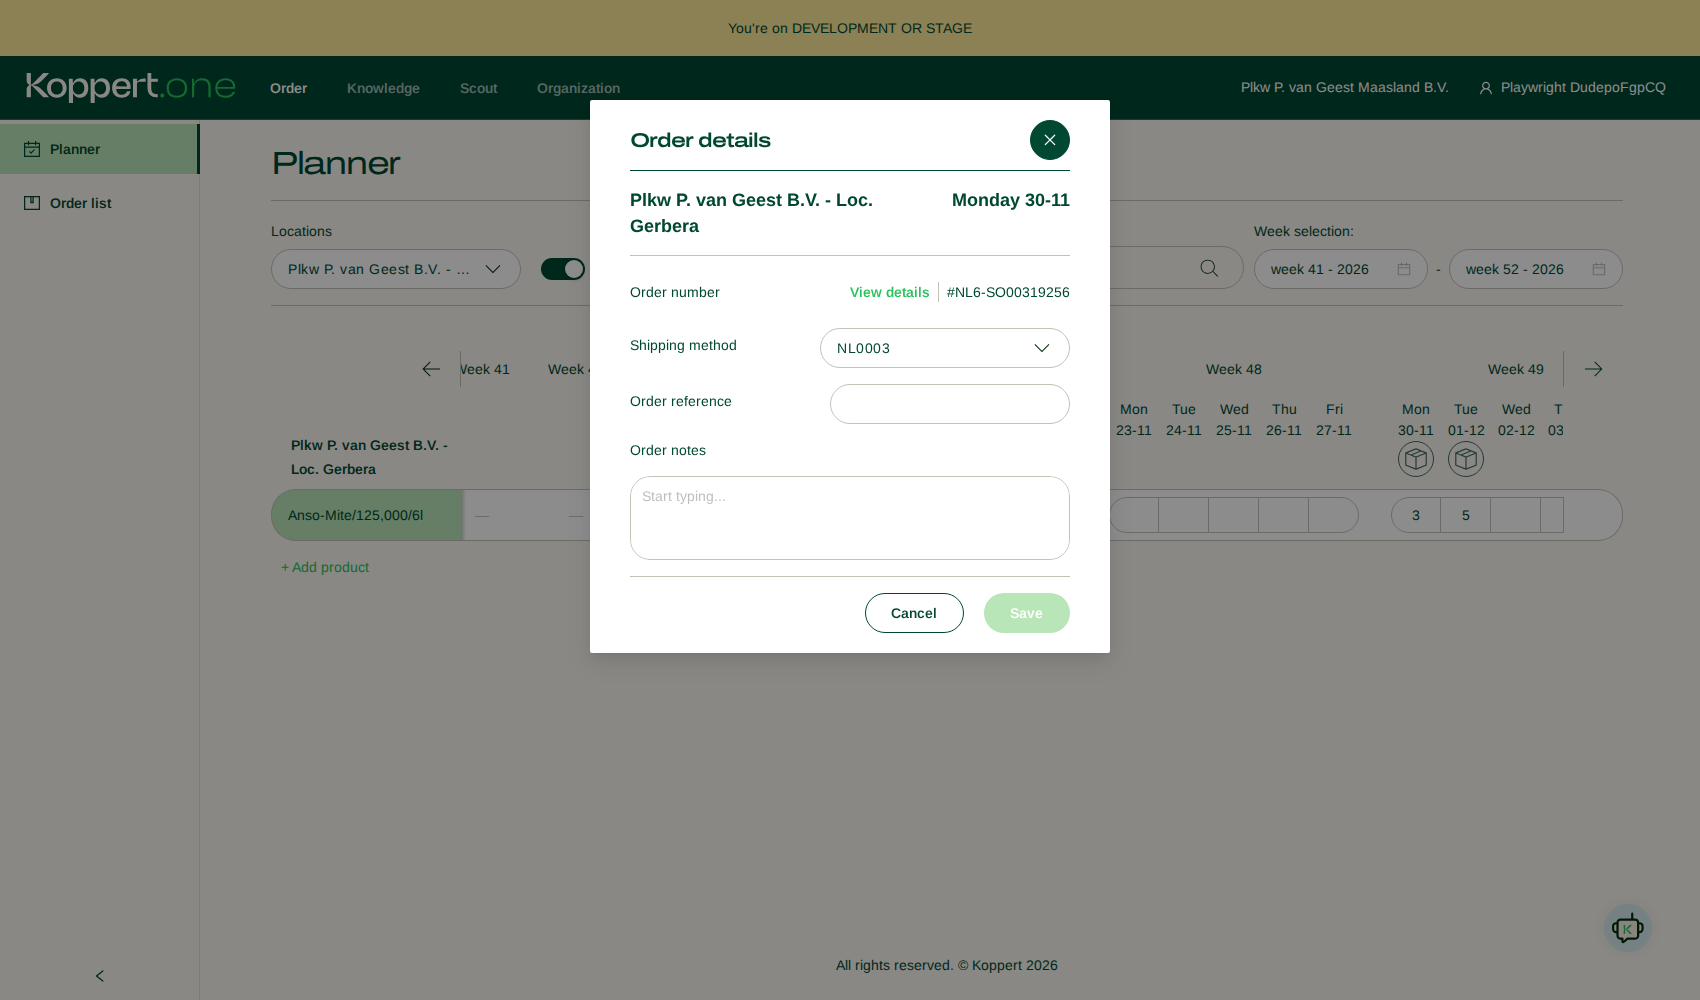 You're on DEVELOPMENT OR STAGE
Koppert.one
Order
Knowledge
Scout
Organization
Plkw P. van Geest Maasland B.V.
Playwright DudepoFgpCQ
Planner
Order list
Planner
Locations
Plkw P. van Geest B.V. - ...
Week selection:
week 41 - 2026
-
week 52 - 2026
Week 41
Week
Week 48
Week 49
Mon
Tue
Wed
Thu
Fri
Mon
Tue
Wed
T
23-11
24-11
25-11
26-11
27-11
30-11
01-12
02-12
03
Plkw P. van Geest B.V. -
Loc. Gerbera
Anso-Mite/125,000/6l
—
—
3
5
+ Add product
Order details
Plkw P. van Geest B.V. - Loc.
Gerbera
Monday 30-11
Order number
View details
#NL6-SO00319256
Shipping method
NL0003
Order reference
Order notes
Start typing...
Cancel
Save
K
All rights reserved. © Koppert 2026